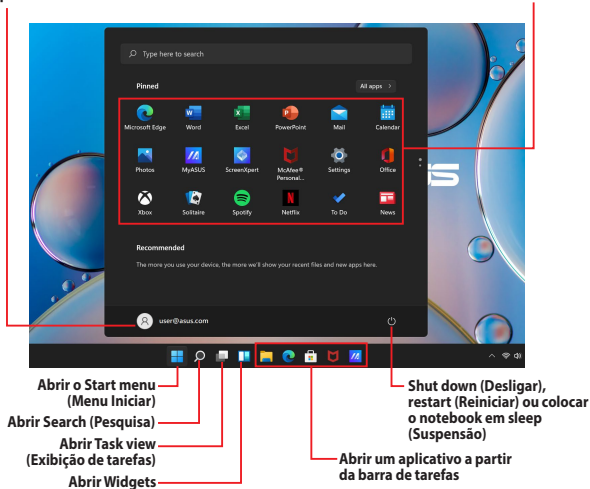 Type here to search
Pinned
All apps >
Microsoft Edge
Word
Excel
PowerPoint
Mail
Calendar
Photos
MyASUS
ScreenXpert
McAfee®
Personal...
Settings
Office
Xbox
Solitaire
Spotify
Netflix
To Do
News
Recommended
The more you use your device, the more we'll show your recent files and new apps here.
user@asus.com
Abrir o Start menu
(Menu Iniciar)
Abrir Search (Pesquisa)
Abrir Task view
(Exibição de tarefas)
Abrir Widgets
Shut down (Desligar),
restart (Reiniciar) ou colocar
o notebook em sleep
(Suspensão)
Abrir um aplicativo a partir
da barra de tarefas